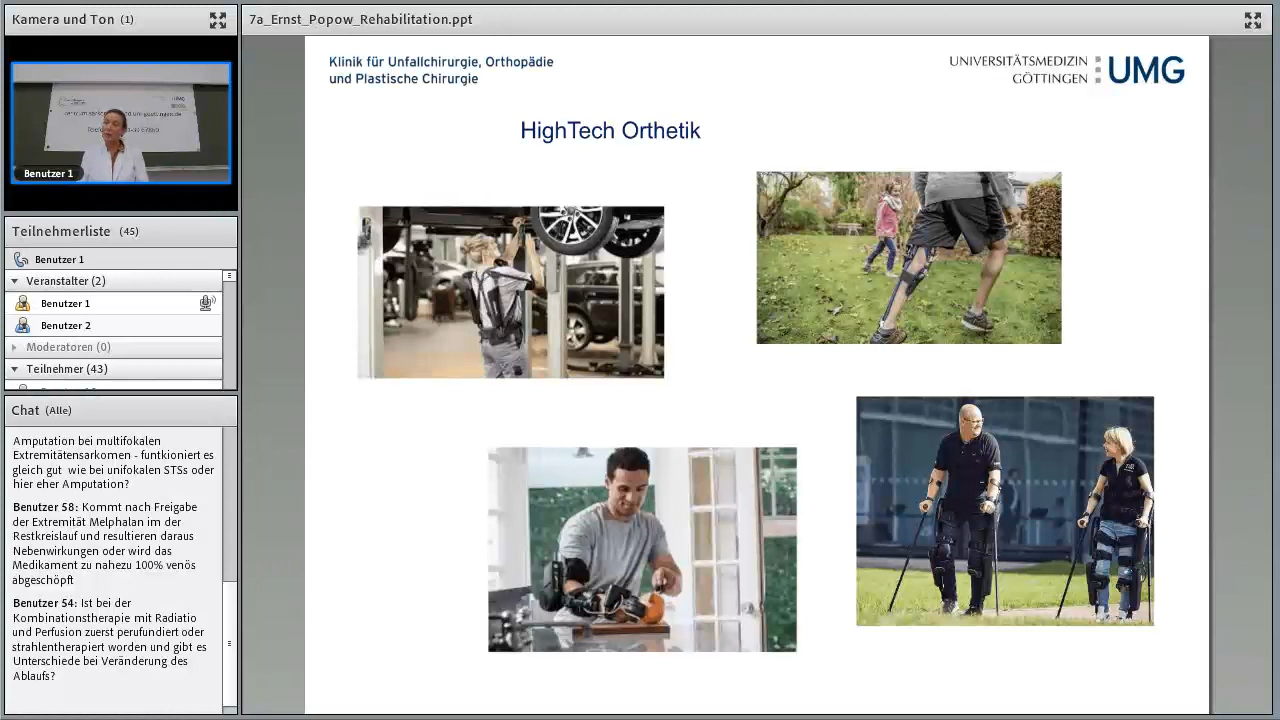 Kamera und Ton (1)
Benutzer 1
Teilnehmerliste (45)
Benutzer 1
Veranstalter (2)
Benutzer 1
Benutzer 2
Moderatoren (0)
Teilnehmer (43)
Chat (Alle)
Amputation bei multifokalen
Extremitätensarkomen - funtkioniert es
gleich gut wie bei unifokalen STSs oder
hier eher Amputation?
Benutzer 58: Kommt nach Freigabe
der Extremität Melphalan im der
Restkreislauf und resultieren daraus
Nebenwirkungen oder wird das
Medikament zu nahezu 100% venös
abgeschöpft
Benutzer 54: Ist bei der
Kombinationstherapie mit Radiatio
und Perfusion zuerst perufundiert oder
strahlentherapiert worden und gibt es
Unterschiede bei Veränderung des
Ablaufs?
7a_Ernst_Popow_Rehabilitation.ppt
Klinik für Unfallchirurgie, Orthopädie
und Plastische Chirurgie
UNIVERSITÄTSMEDIZIN
GÖTTINGEN
UMG
HighTech Orthetik